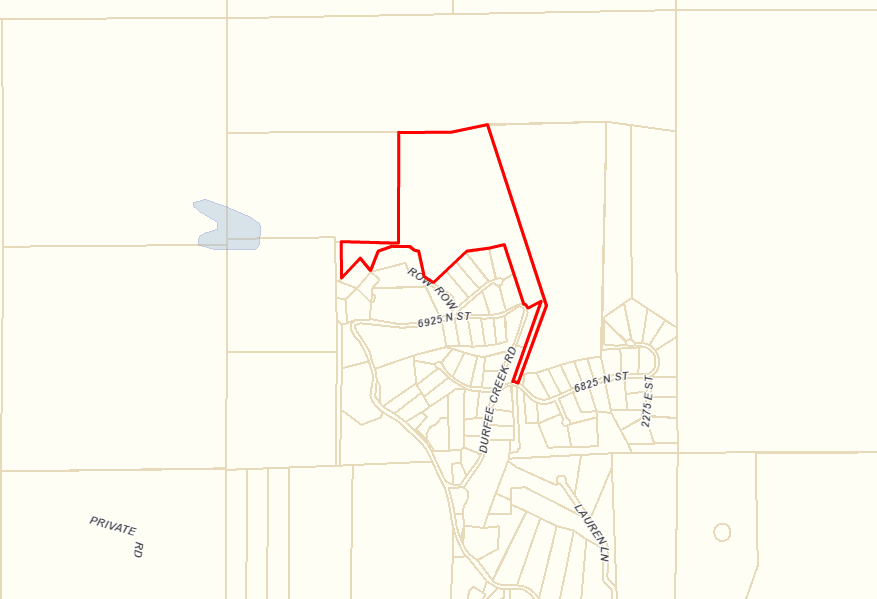 ROW ROW
6925 N ST
DURFEE CREEK RD
6825 N ST
2275 E ST
LAUREN LN
PRIVATE
RD